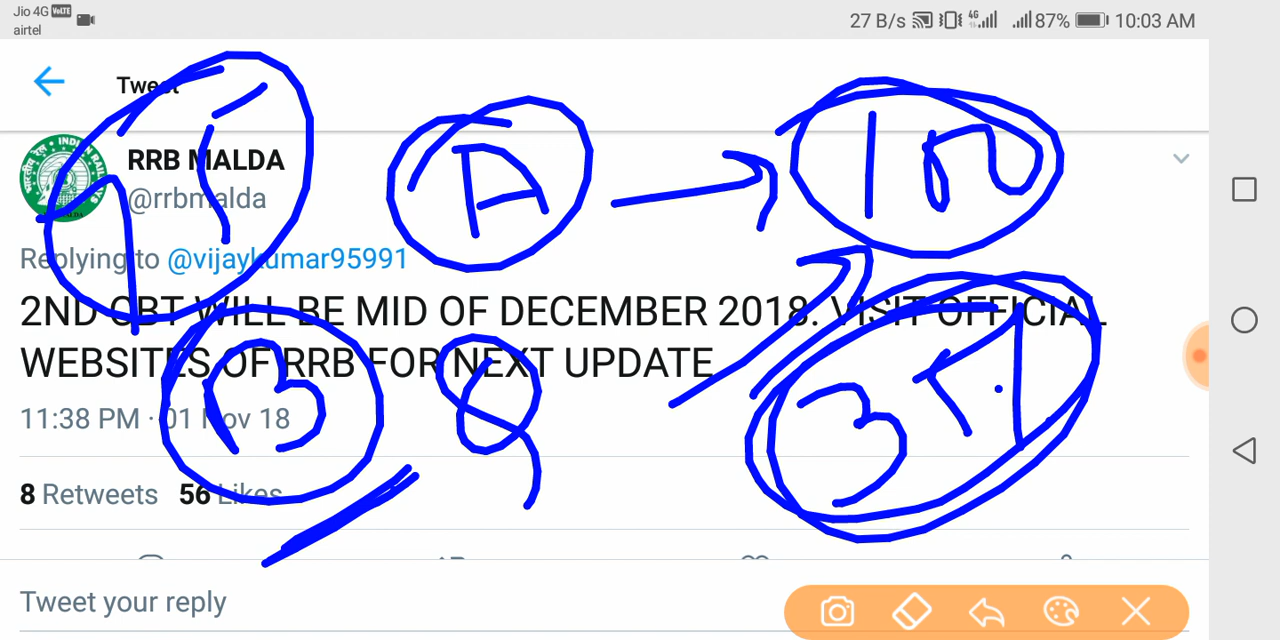 Jio 4G VoLTE
airtel
27 B/s 4G 87% 10:03 AM
Tweet
RRB MALDA
@rrbmalda
Replying to @vijaykumar95991
2ND CBT WILL BE MID OF DECEMBER 2018. VISIT OFFICIAL
WEBSITES OF RRB FOR NEXT UPDATE
11:38 PM · 01 Nov 18
8 Retweets 56 Likes
Tweet your reply
A
B